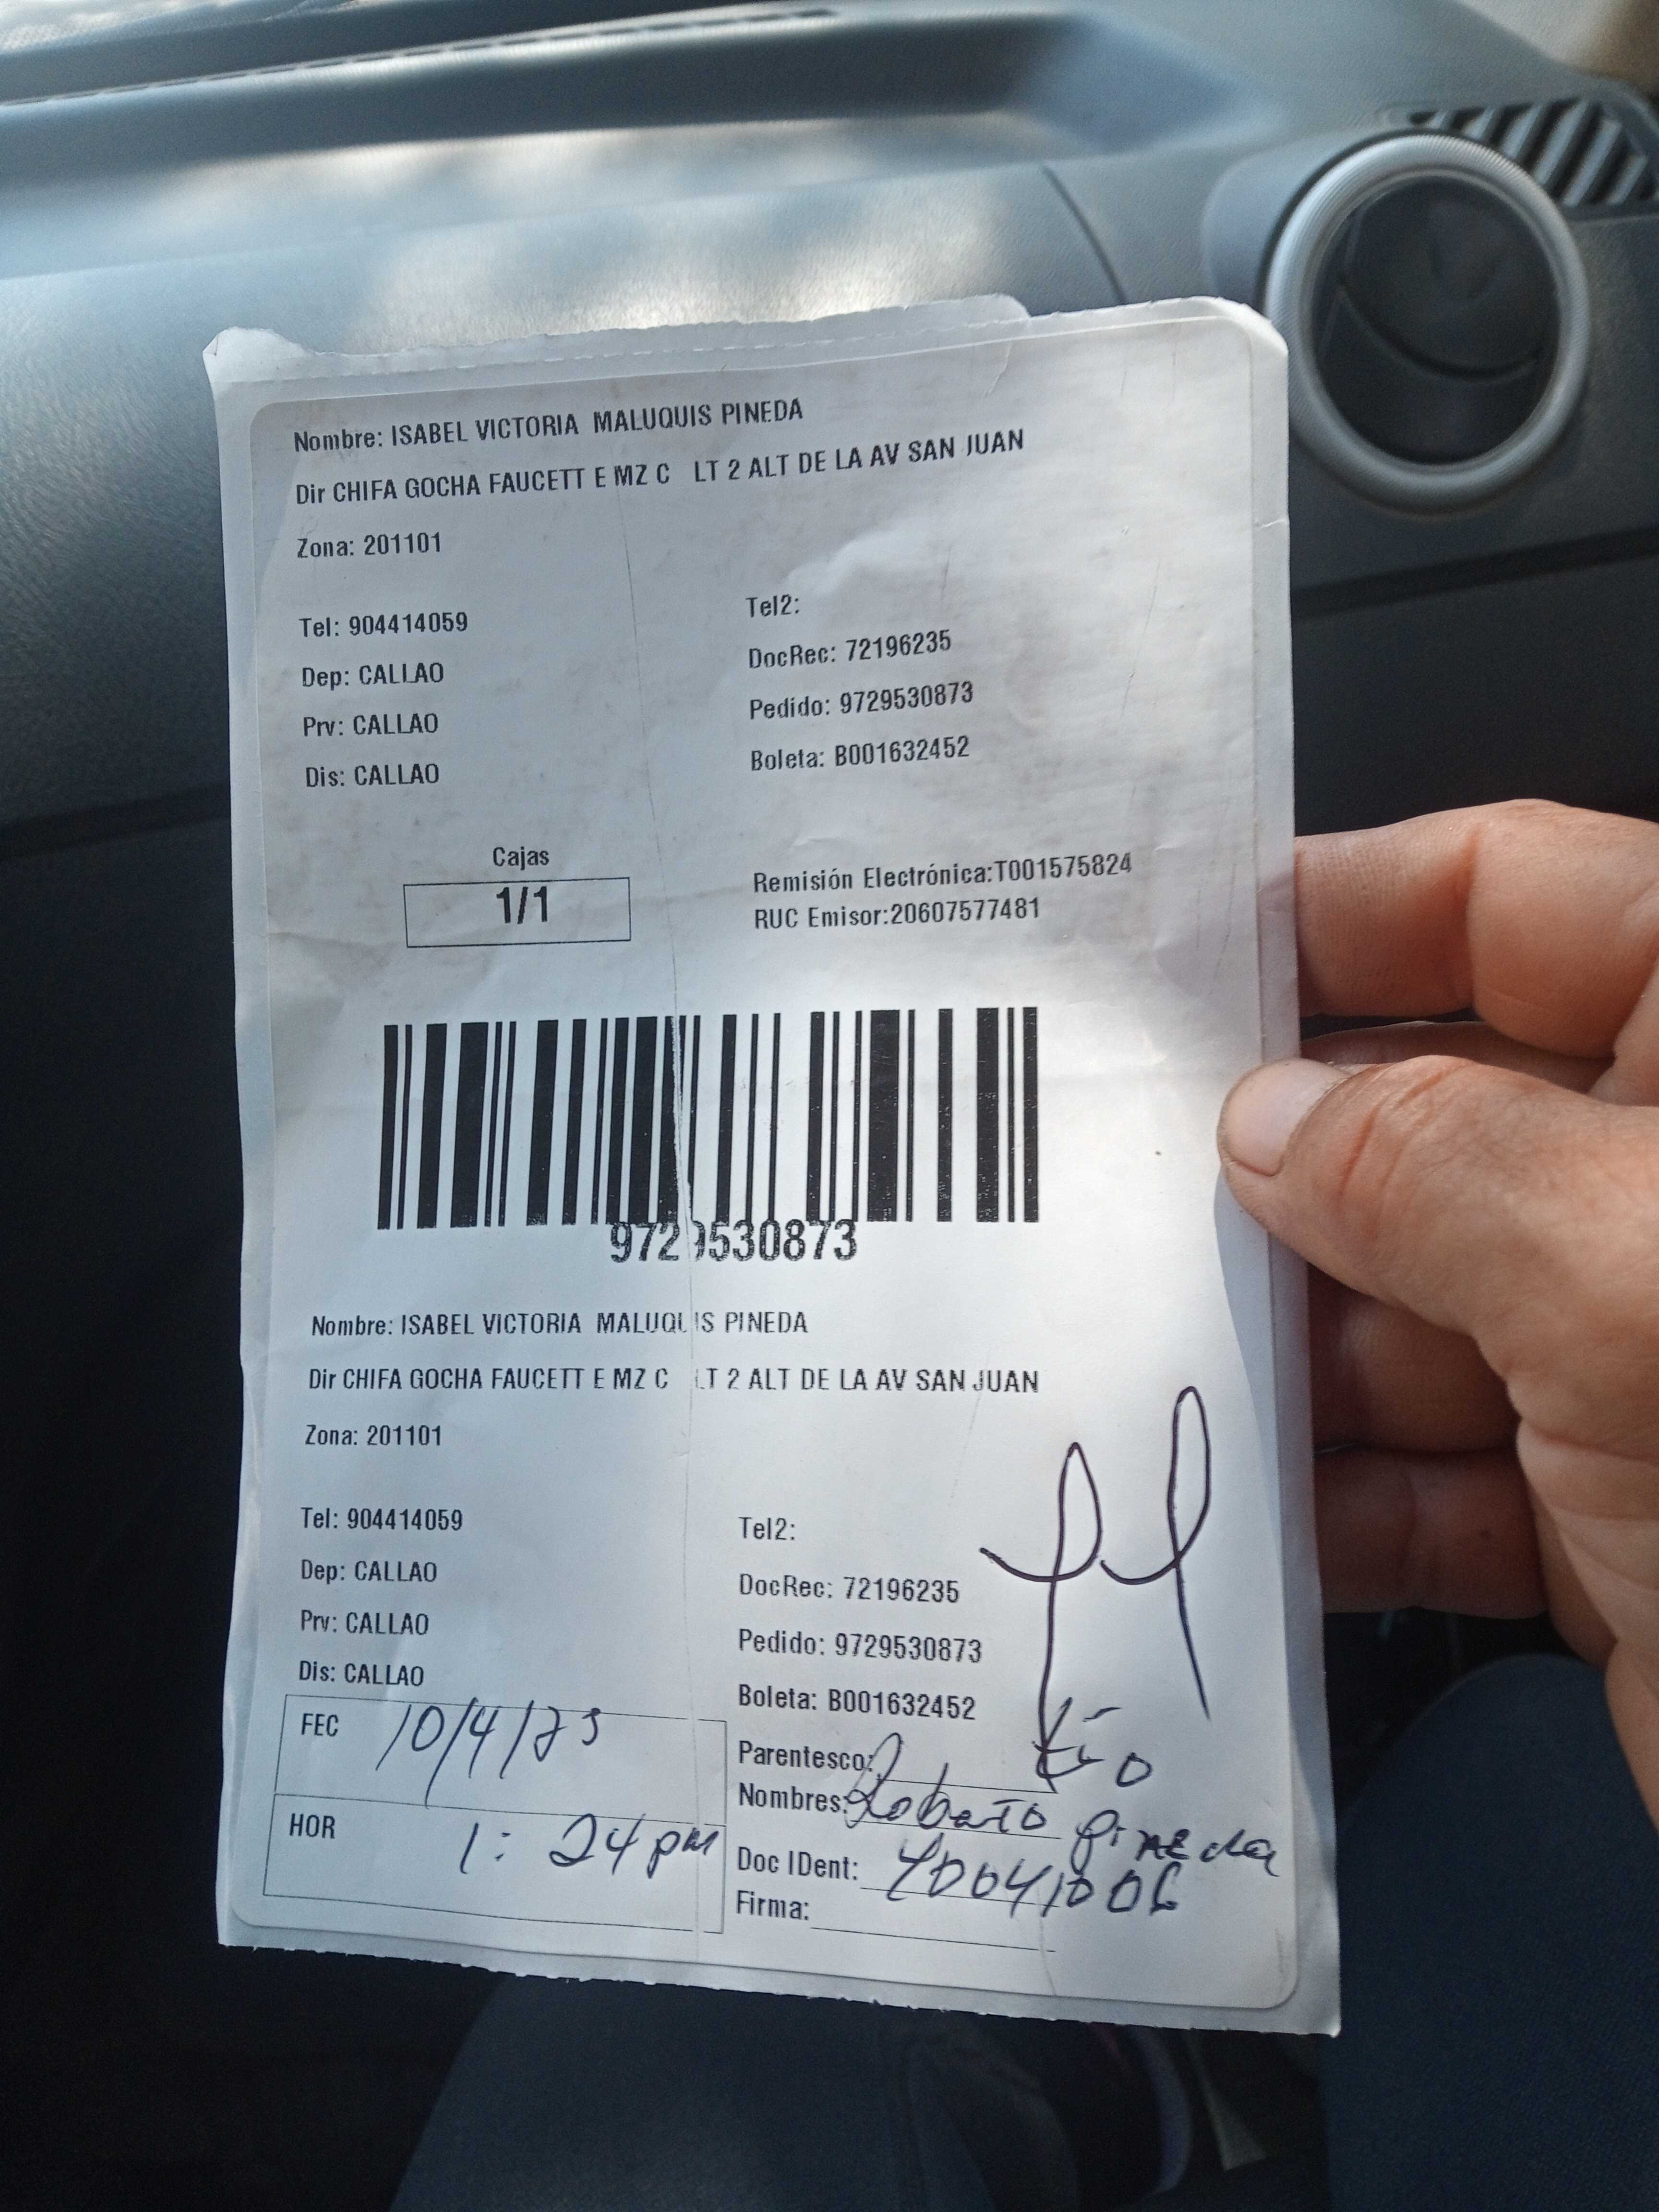 Nombre: ISABEL VICTORIA MALUQUIS PINEDA
Dir CHIFA GOCHA FAUCETT E MZ C LT 2 ALT DE LA AV SAN JUAN
Zona: 201101
Tel: 904414059 Tel2:
Dep: CALLAO DocRec: 72196235
Prv: CALLAO Pedido: 9729530873
Dis: CALLAO Boleta: B001632452
Cajas
1/1
Remisión Electrónica:T001575824
RUC Emisor:20607577481
9729530873
Nombre: ISABEL VICTORIA MALUQUIS PINEDA
Dir CHIFA GOCHA FAUCETT E MZ C LT 2 ALT DE LA AV SAN JUAN
Zona: 201101
Tel: 904414059 Tel2:
Dep: CALLAO DocRec: 72196235
Prv: CALLAO Pedido: 9729530873
Dis: CALLAO Boleta: B001632452
FEC 10/4/23
Parentesco: tío
Nombres: Roberto Pineda
HOR 1:24 pm
Doc IDent:
Firma: